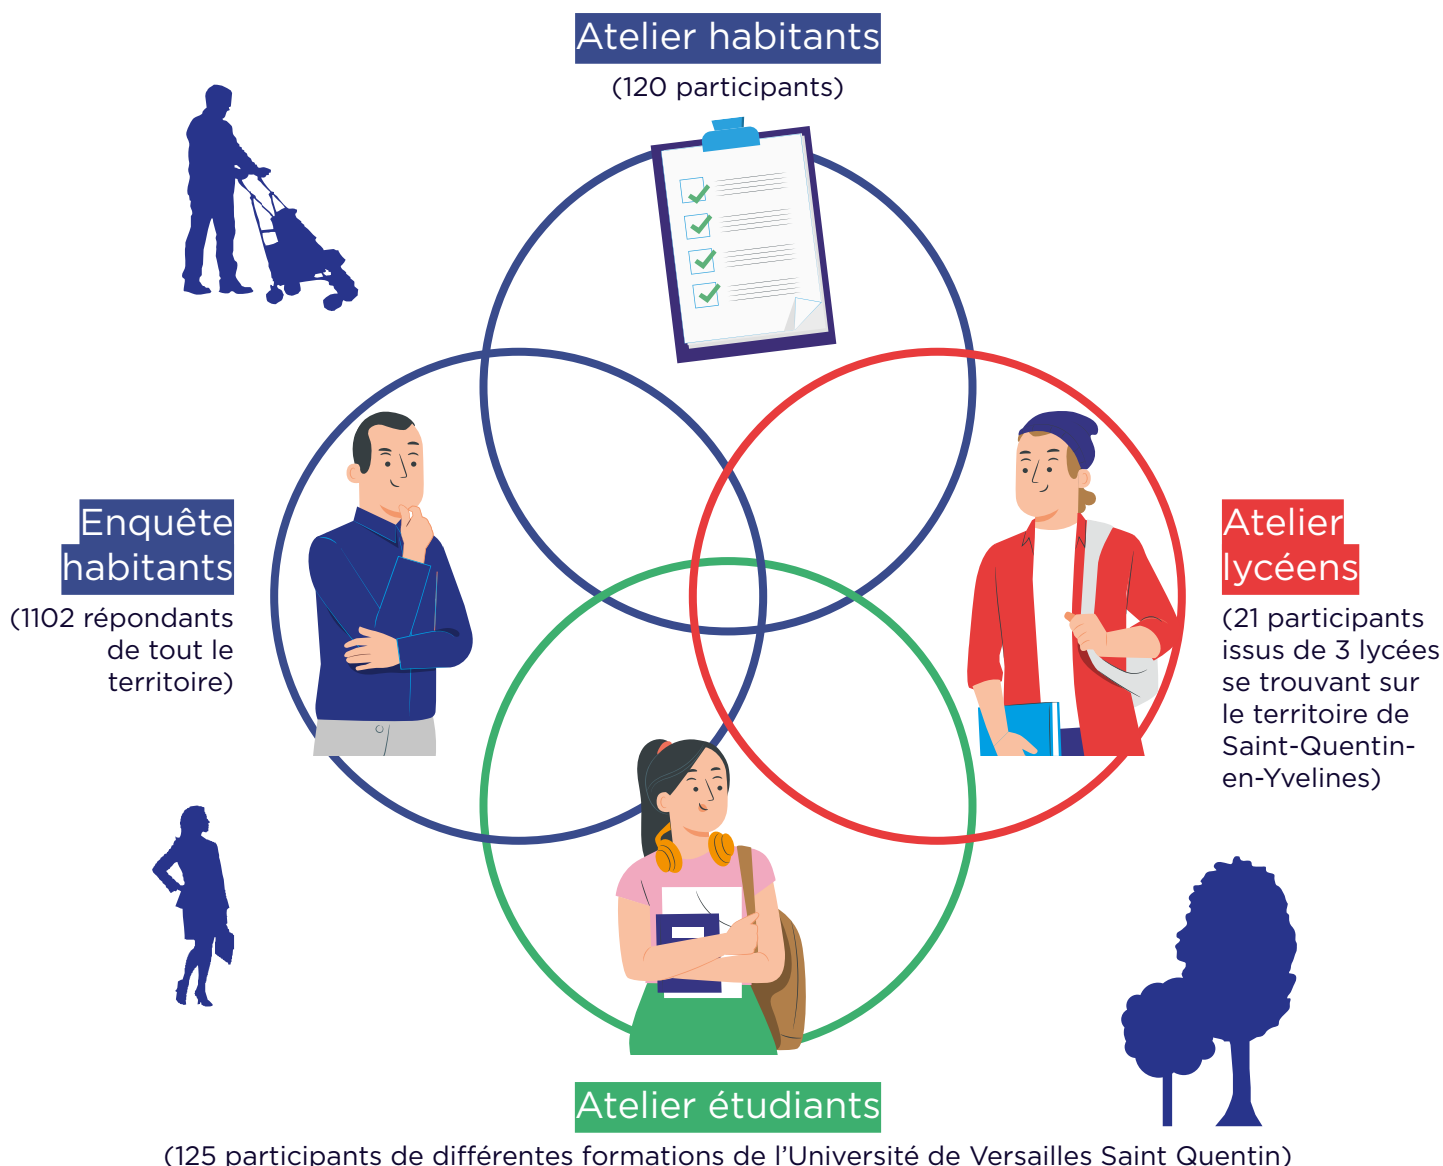 Atelier habitants
(120 participants)
Enquête
habitants
(1102 répondants
de tout le
territoire)
Atelier
lycéens
(21 participants
issus de 3 lycées
se trouvant sur
le territoire de
Saint-Quentin-
en-Yvelines)
Atelier étudiants
(125 participants de différentes formations de l’Université de Versailles Saint Quentin)